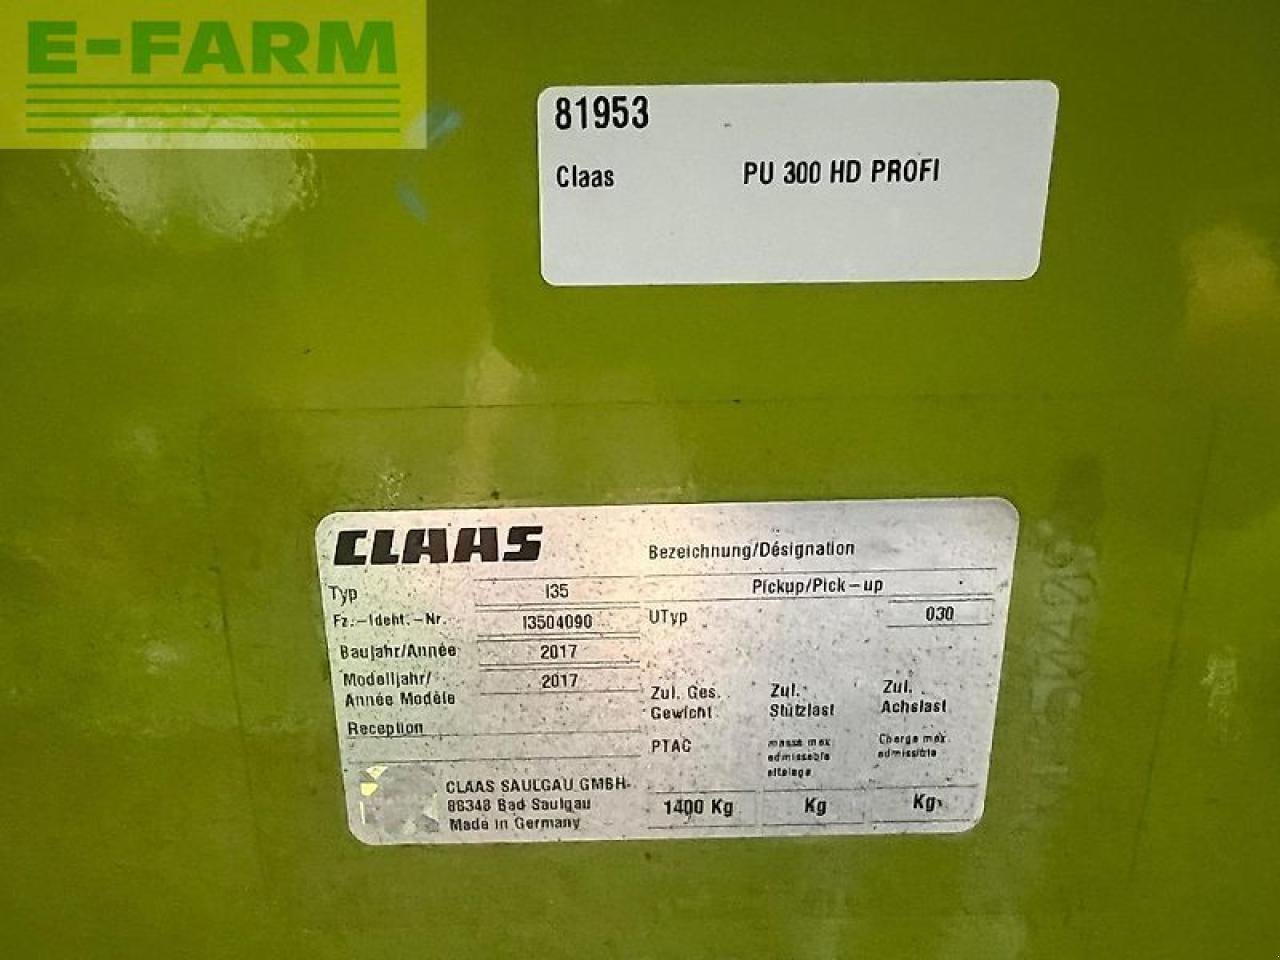 E-FARM
81953
Claas PU 300 HD PROFI
CLAAS Bezeichnung/Désignation
Typ I35 Pickup/Pick-up
Fz.-Ident.-Nr. I3504090 UTyp 030
Baujahr/Année 2017
Modelljahr/ 2017
Année Modèle
Zul. Ges. Zul. Zul.
Gewicht Stützlast Achslast
Reception
PTAC masse max Charge max
admissable admissible
attelage
CLAAS SAULGAU GMBH
88348 Bad Saulgau 1400 Kg Kg Kg
Made in Germany